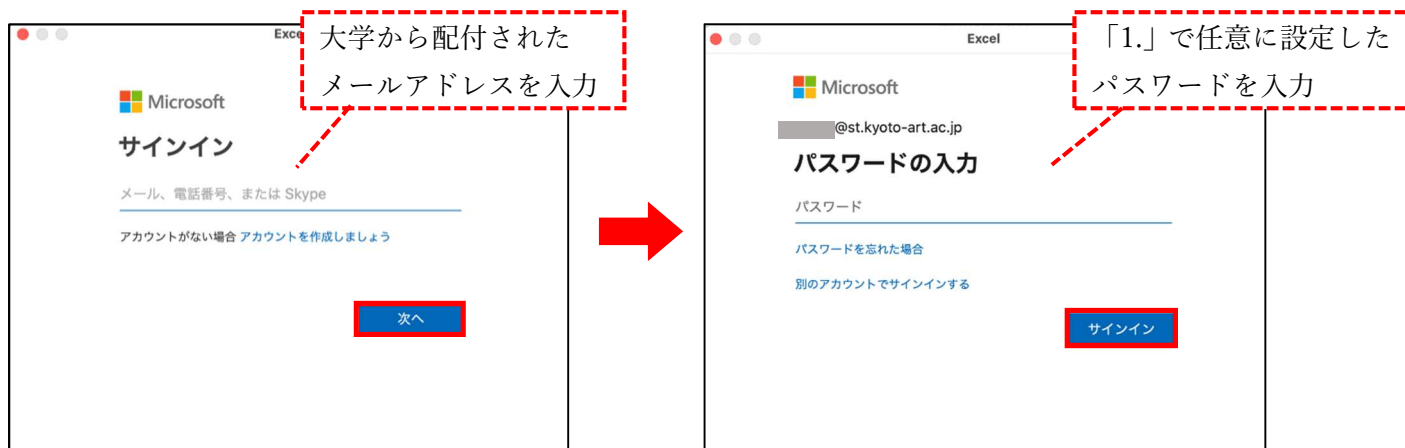 Exce
大学から配付された
メールアドレスを入力
Microsoft
サインイン
メール、電話番号、または Skype
アカウントがない場合 アカウントを作成しましょう
次へ
Excel
「1.」で任意に設定した
パスワードを入力
Microsoft
@st.kyoto-art.ac.jp
パスワードの入力
パスワード
パスワードを忘れた場合
別のアカウントでサインインする
サインイン